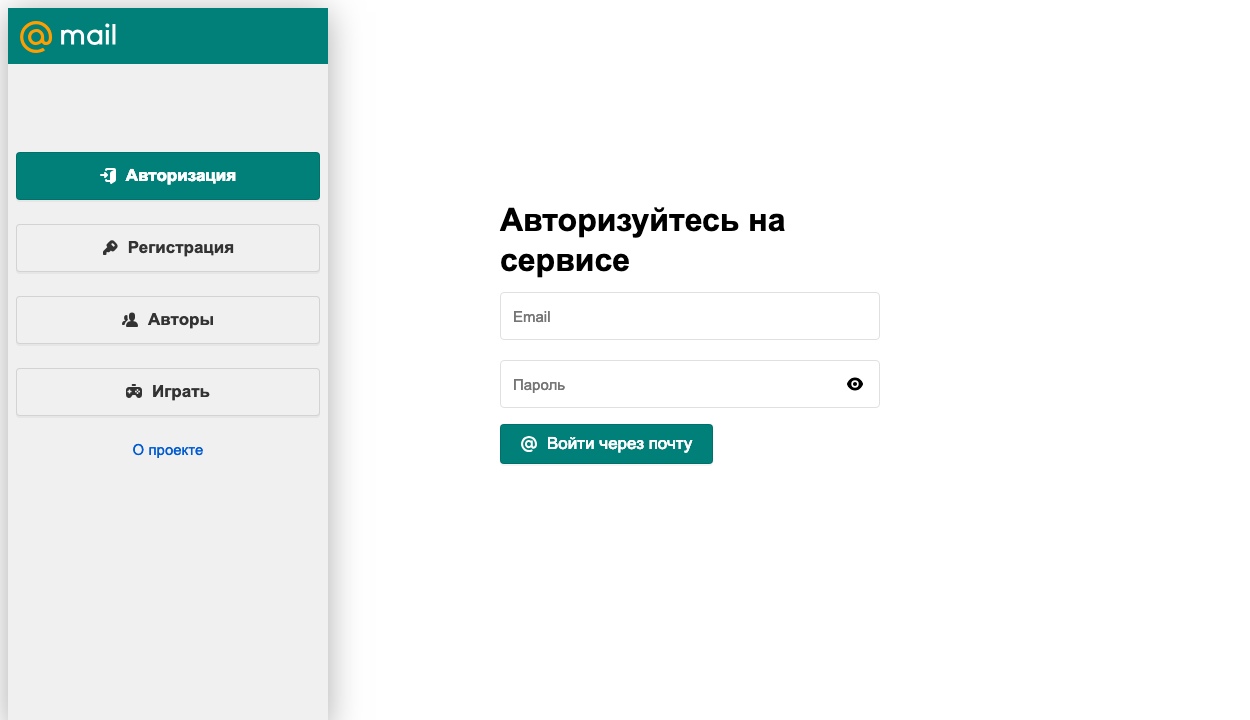 @ mail
Авторизация
Регистрация
Авторы
Играть
О проекте
Авторизуйтесь на
сервисе
Email
Пароль
@ Войти через почту